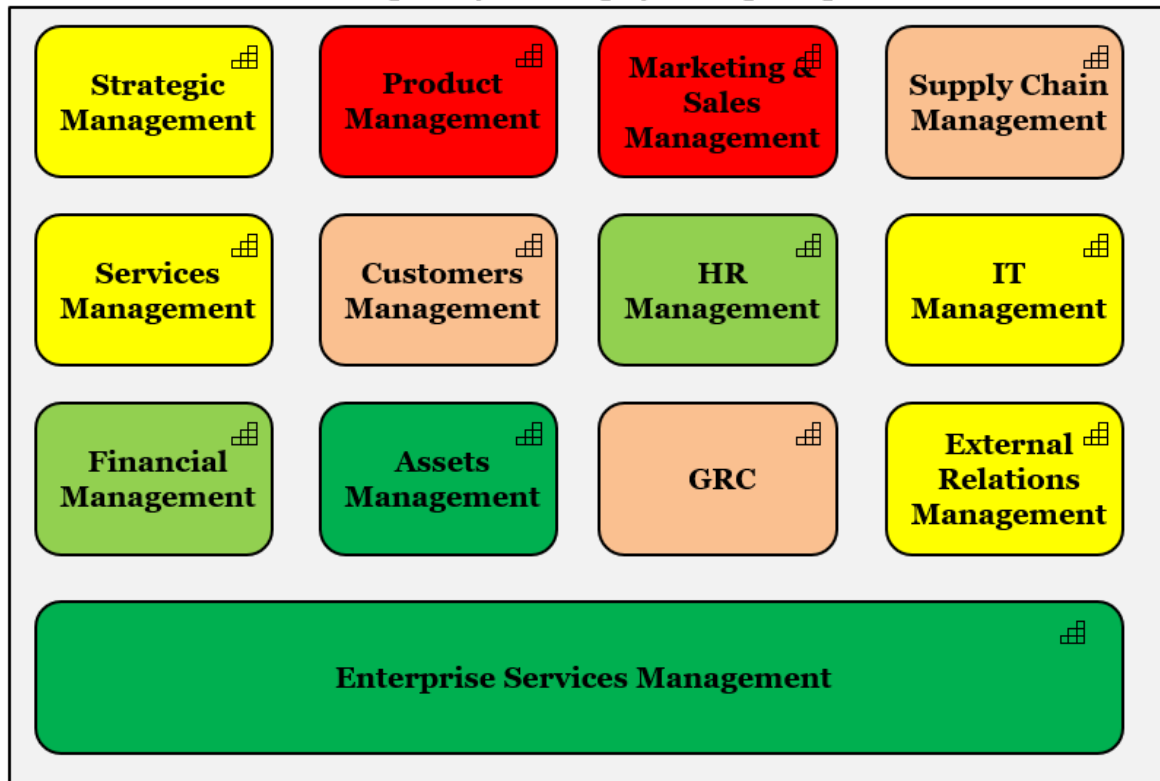 Strategic
Management
Product
Management
Marketing &
Sales
Management
Supply Chain
Management
Services
Management
Customers
Management
HR
Management
IT
Management
Financial
Management
Assets
Management
GRC
External
Relations
Management
Enterprise Services Management